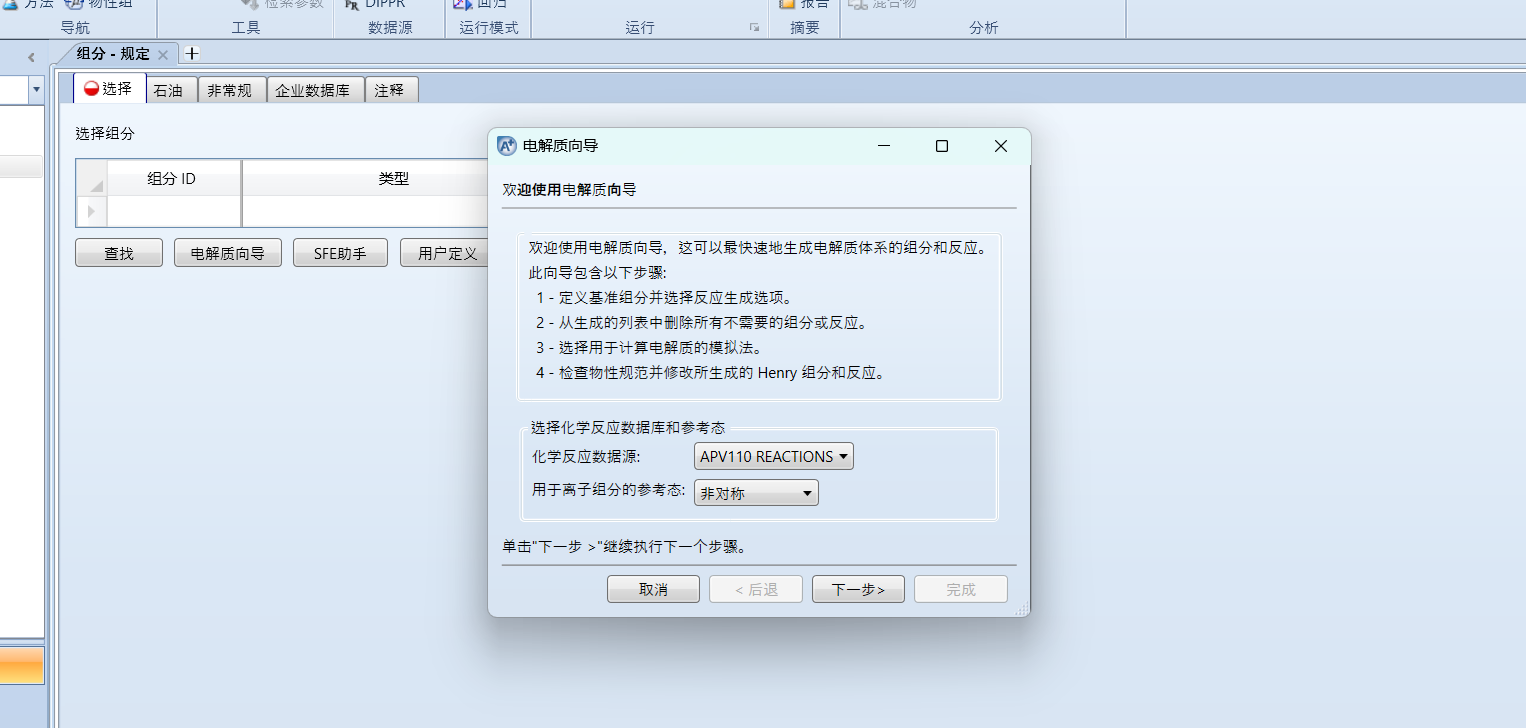 方法 物性组 检索参数 DIPPR 回归 报告 混合物
导航 工具 数据源 运行模式 运行 摘要 分析
组分 - 规定
选择 石油 非常规 企业数据库 注释
选择组分
组分 ID 类型
查找 电解质向导 SFE助手 用户定义
电解质向导
欢迎使用电解质向导
欢迎使用电解质向导，这可以最快速地生成电解质体系的组分和反应。
此向导包含以下步骤:
1 - 定义基准组分并选择反应生成选项。
2 - 从生成的列表中删除所有不需要的组分或反应。
3 - 选择用于计算电解质的模拟法。
4 - 检查物性规范并修改所生成的 Henry 组分和反应。
选择化学反应数据库和参考态
化学反应数据源: APV110 REACTIONS
用于离子组分的参考态: 非对称
单击"下一步 >"继续执行下一个步骤。
取消 < 后退 下一步> 完成